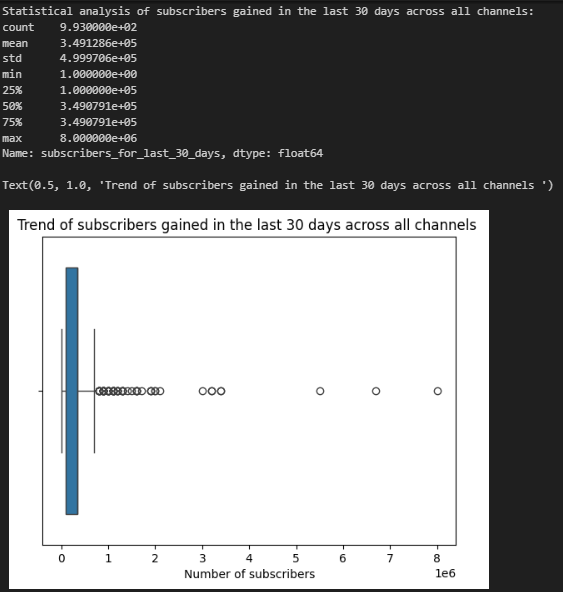 Statistical analysis of subscribers gained in the last 30 days across all channels:
count    9.930000e+02
mean     3.491286e+05
std      4.999706e+05
min      1.000000e+00
25%      1.000000e+05
50%      3.490791e+05
75%      3.490791e+05
max      8.000000e+06
Name: subscribers_for_last_30_days, dtype: float64
Text(0.5, 1.0, 'Trend of subscribers gained in the last 30 days across all channels ')
Trend of subscribers gained in the last 30 days across all channels
0 1 2 3 4 5 6 7 8
Number of subscribers
1e6